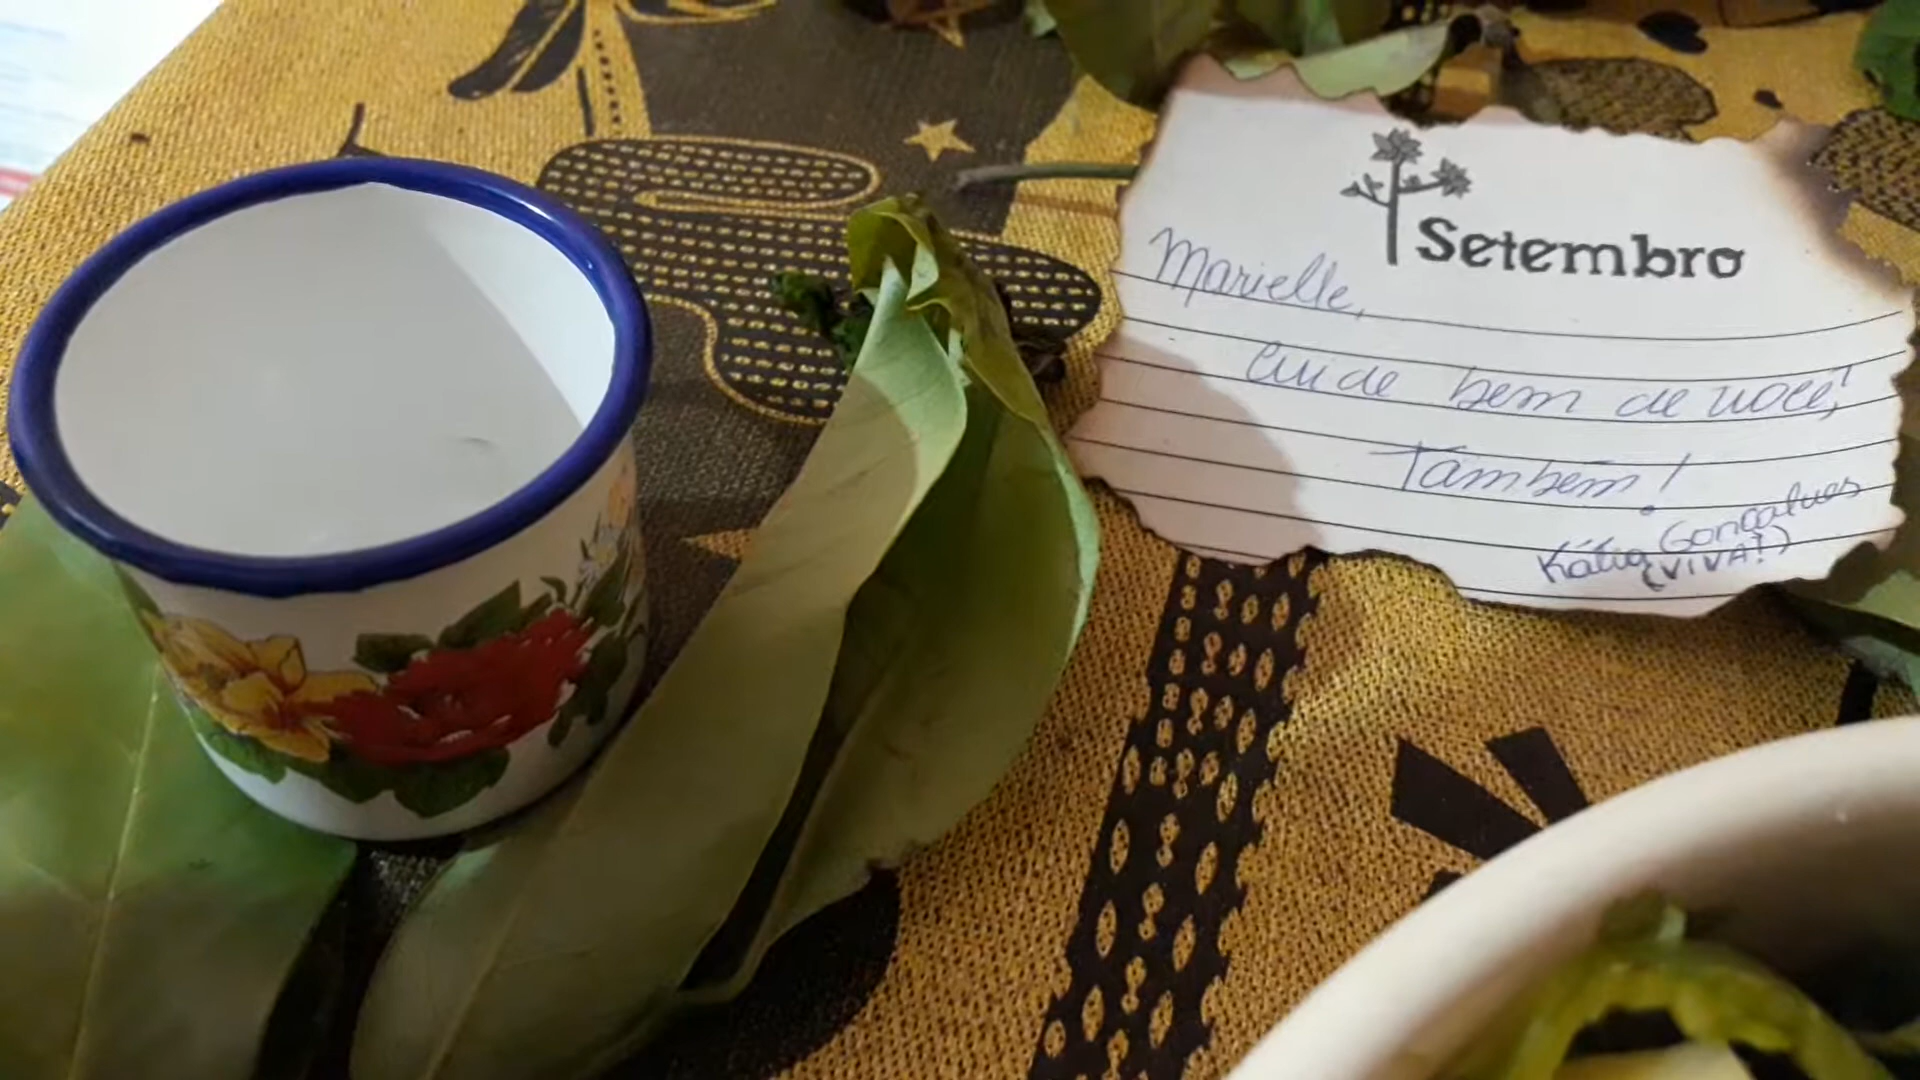 Setembro
Marielle,
Cuide bem de você,
Também!
Kátia Gonçalves
(VIVA!)